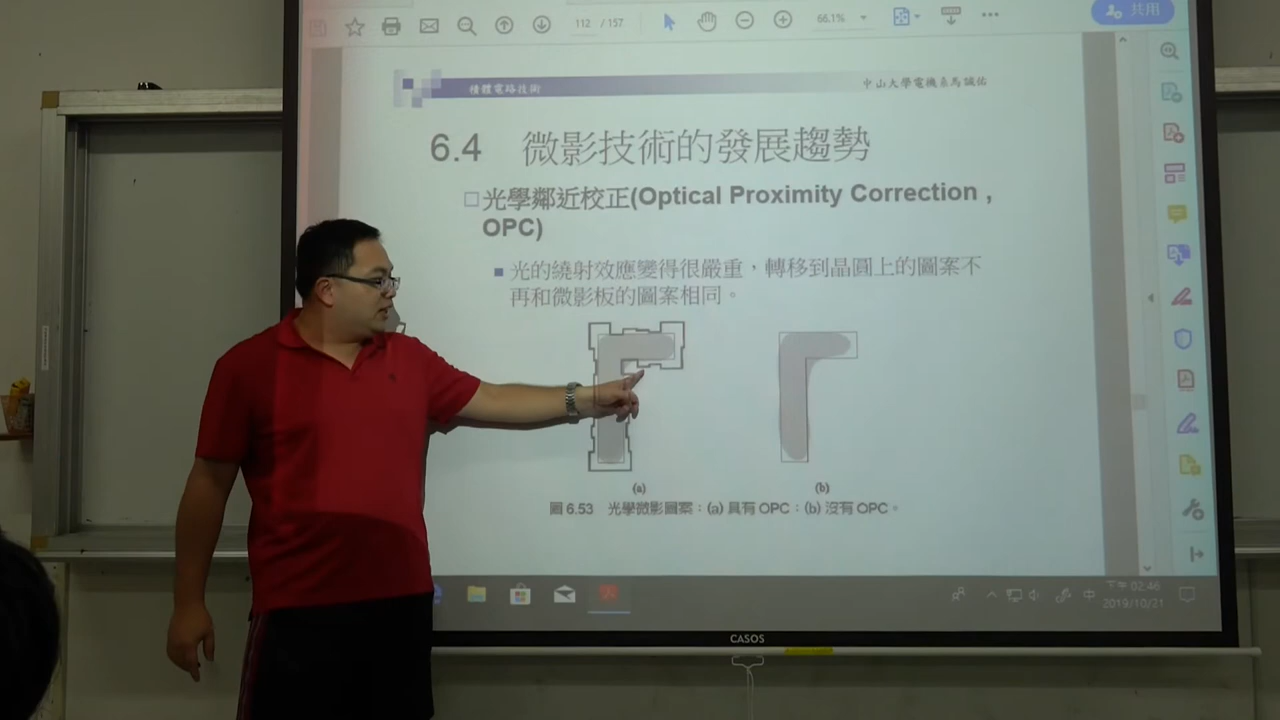 112 / 157
66.1%
共用
積體電路技術
中山大學電機系馬誠佑
6.4 微影技術的發展趨勢
光學鄰近校正(Optical Proximity Correction，
OPC)
光的繞射效應變得很嚴重，轉移到晶圓上的圖案不
再和微影板的圖案相同。
(a)
(b)
圖 6.53 光學微影圖案：(a) 具有 OPC；(b) 沒有 OPC。
中
下午 02:46
2019/10/21
CASOS